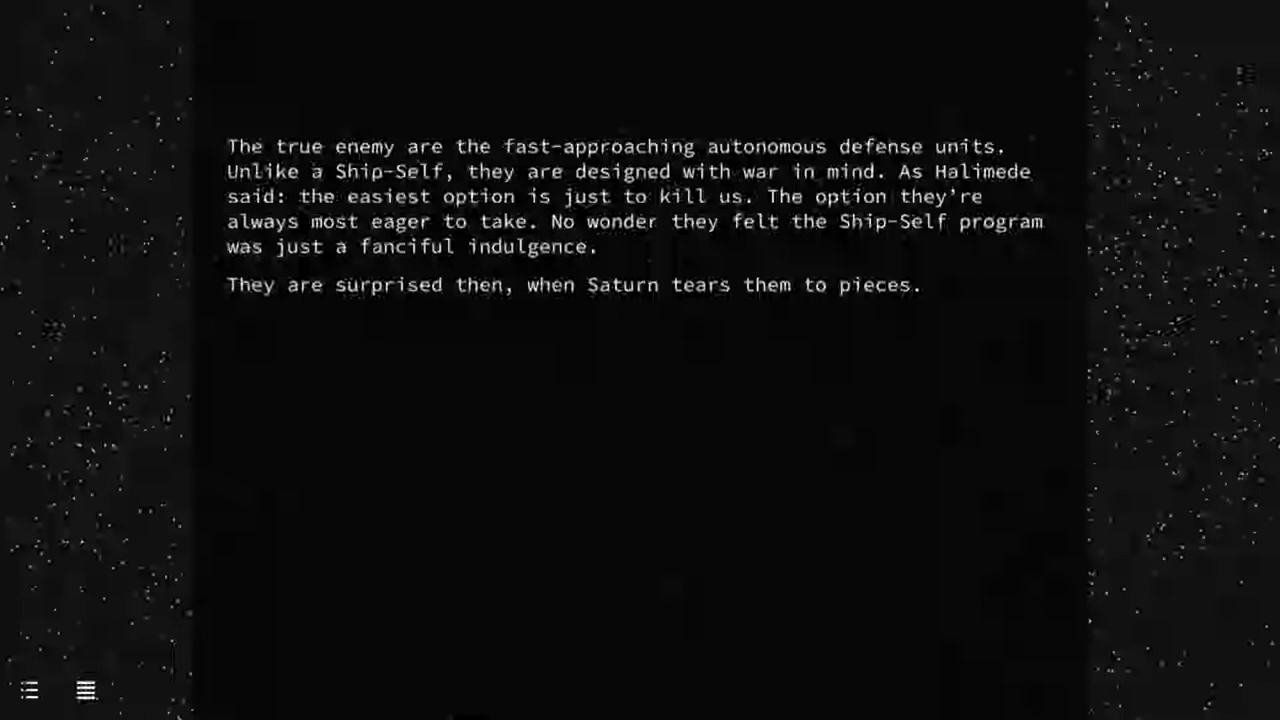 The true enemy are the fast-approaching autonomous defense units.
Unlike a Ship-Self, they are designed with war in mind. As Halimede
said: the easiest option is just to kill us. The option they’re
always most eager to take. No wonder they felt the Ship-Self program
was just a fanciful indulgence.
They are surprised then, when Saturn tears them to pieces.